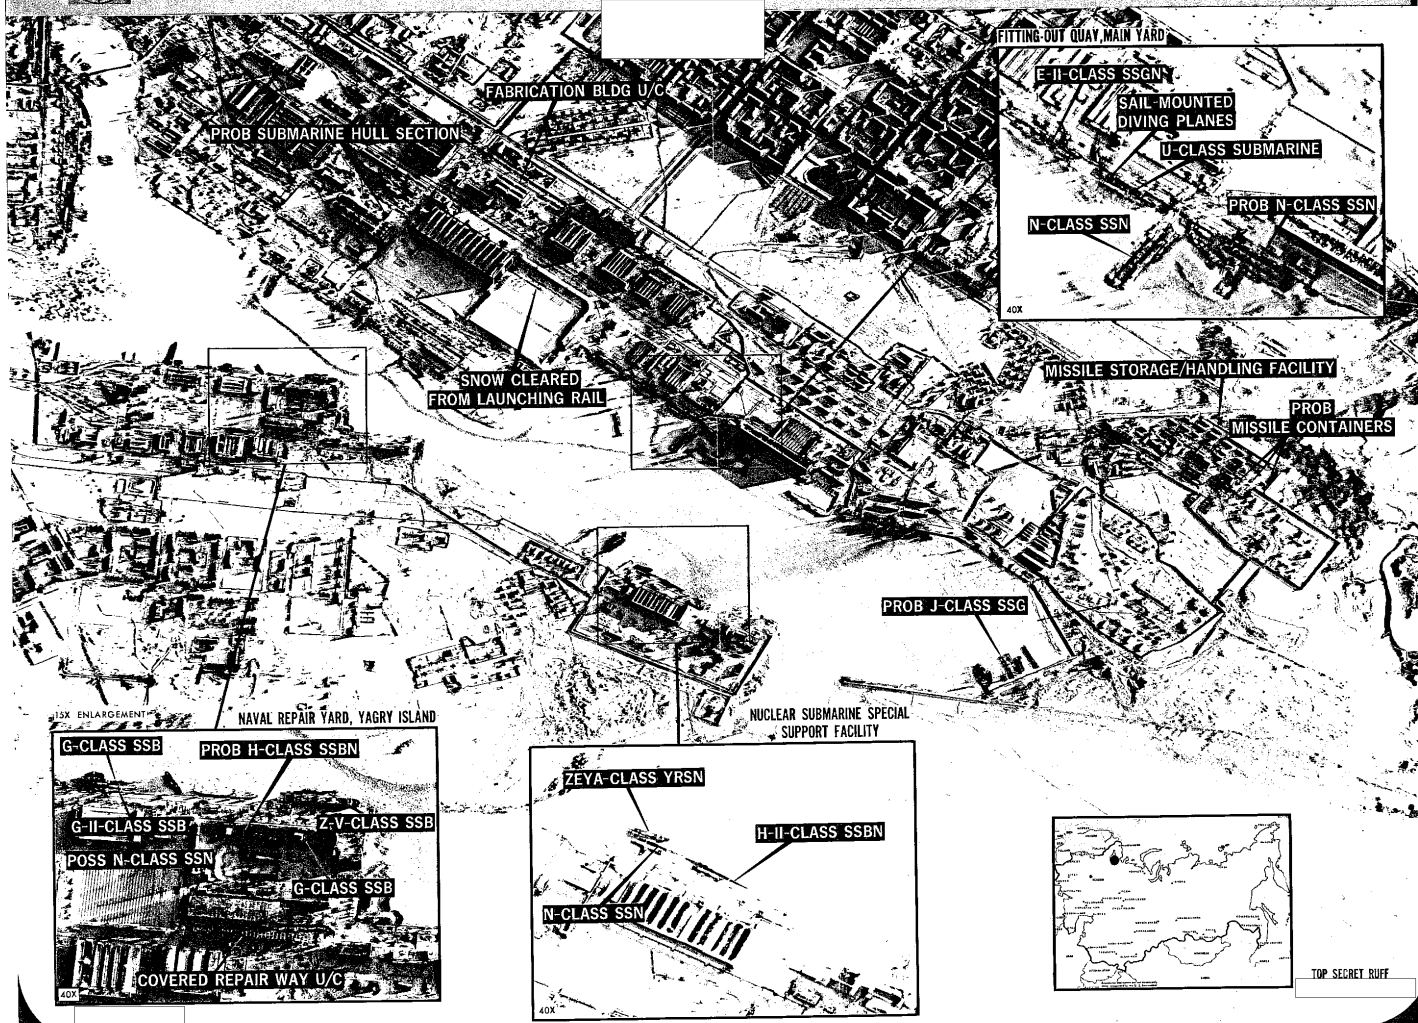 FITTING-OUT QUAY, MAIN YARD
E-II-CLASS SSGN
SAIL-MOUNTED
DIVING PLANES
U-CLASS SUBMARINE
PROB N-CLASS SSN
N-CLASS SSN
40X
FABRICATION BLDG U/C
PROB SUBMARINE HULL SECTION
SNOW CLEARED
FROM LAUNCHING RAIL
MISSILE STORAGE/HANDLING FACILITY
PROB
MISSILE CONTAINERS
PROB J-CLASS SSG
15X ENLARGEMENT
NAVAL REPAIR YARD, YAGRY ISLAND
G-CLASS SSB
PROB H-CLASS SSBN
G-II-CLASS SSB
Z-V-CLASS SSB
POSS N-CLASS SSN
G-CLASS SSB
COVERED REPAIR WAY U/C
40X
NUCLEAR SUBMARINE SPECIAL
SUPPORT FACILITY
ZEYA-CLASS YRSN
H-II-CLASS SSBN
N-CLASS SSN
40X
TOP SECRET RUFF